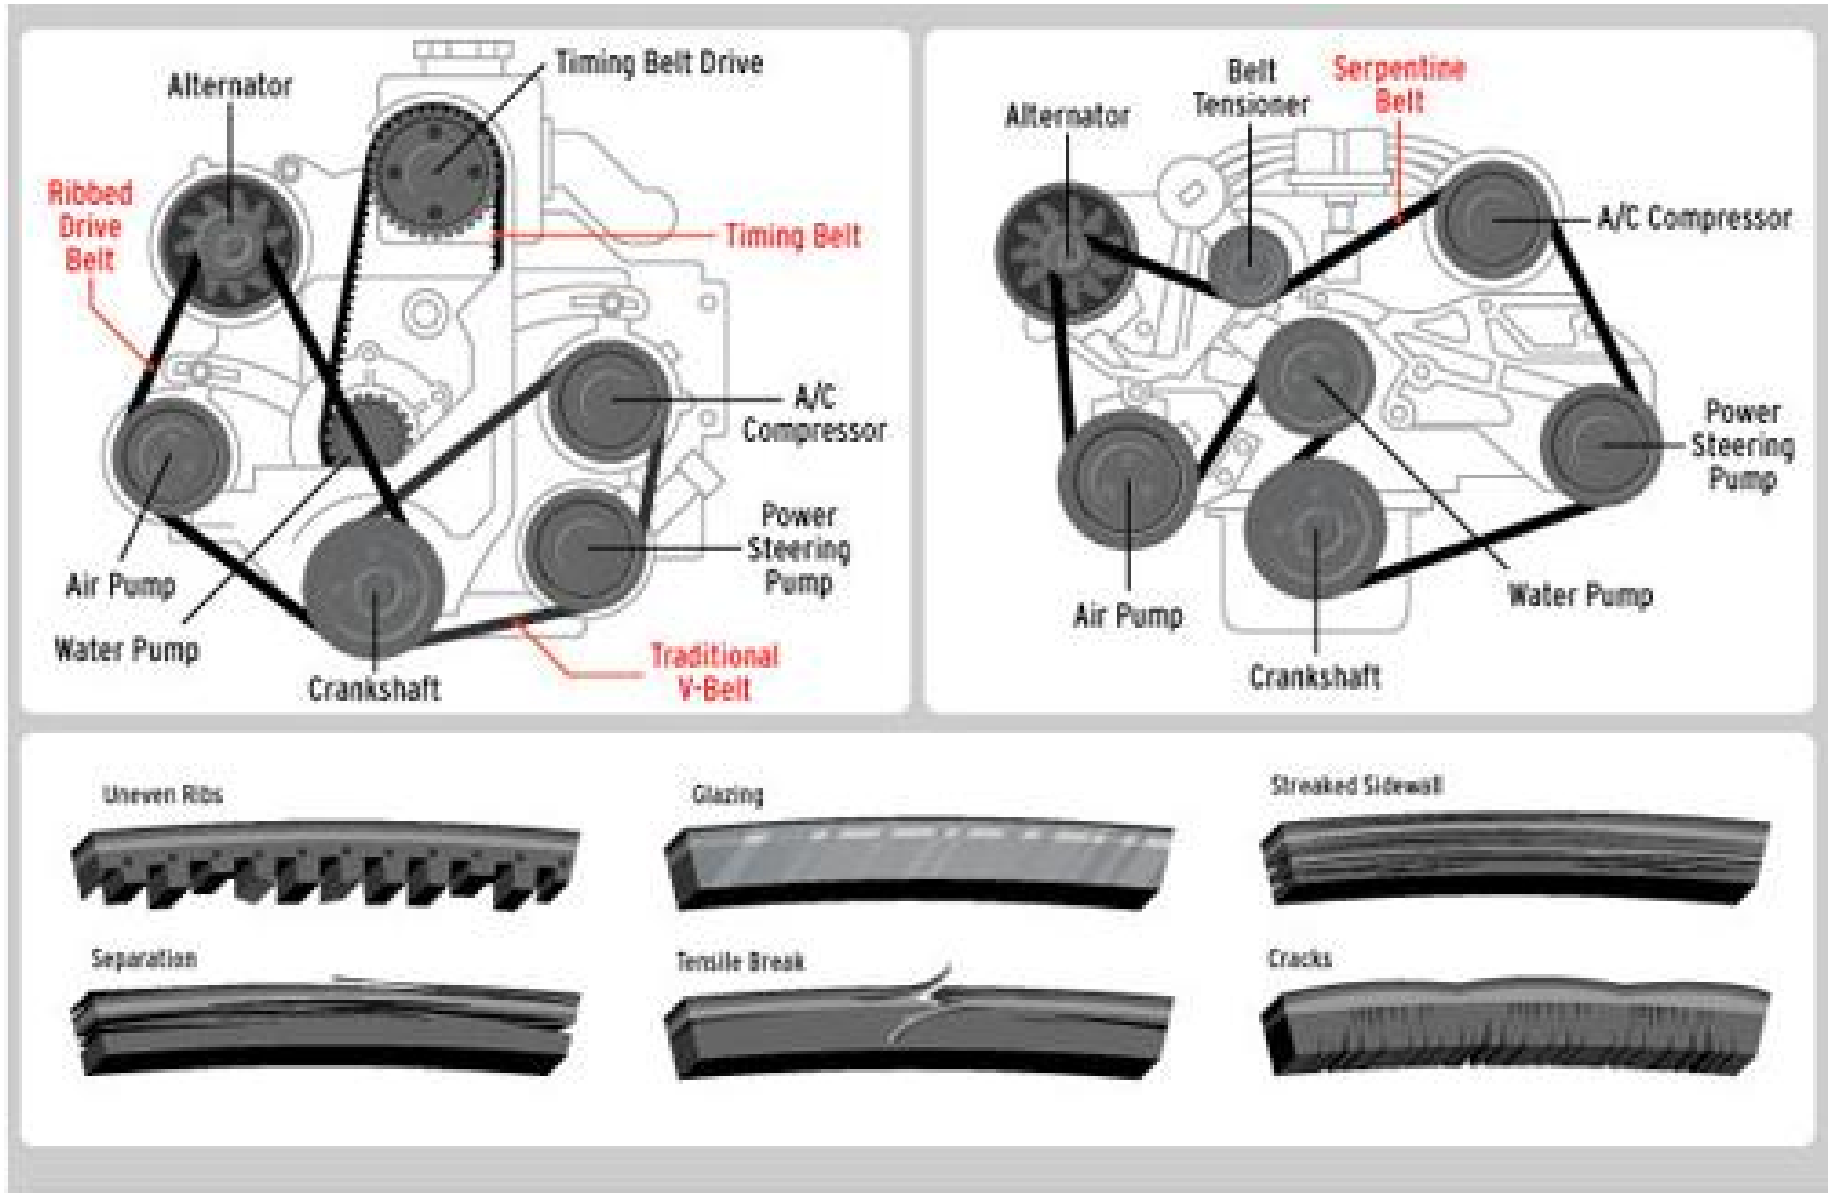 Timing Belt Drive
Alternator
Ribbed
Drive
Belt
Timing Belt
A/C
Compressor
Power
Steering
Pump
Air Pump
Water Pump
Crankshaft
Traditional
V-Belt
Belt
Tensioner
Serpentine
Belt
Alternator
A/C Compressor
Power
Steering
Pump
Water Pump
Air Pump
Crankshaft
Uneven Ribs
Glazing
Streaked Sidewall
Separation
Tensile Break
Cracks